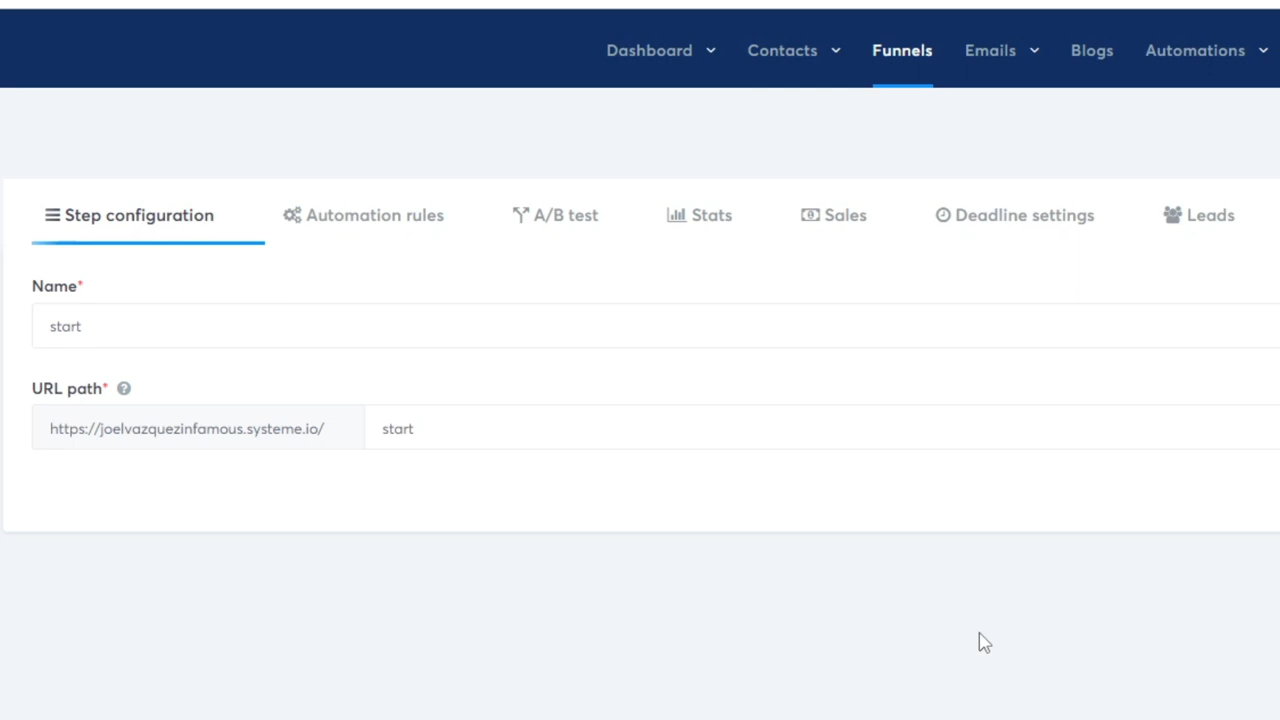 Dashboard Contacts Funnels Emails Blogs Automations
Step configuration Automation rules A/B test Stats Sales Deadline settings Leads
Name*
start
URL path*
https://joelvazquezinfamous.systeme.io/ start